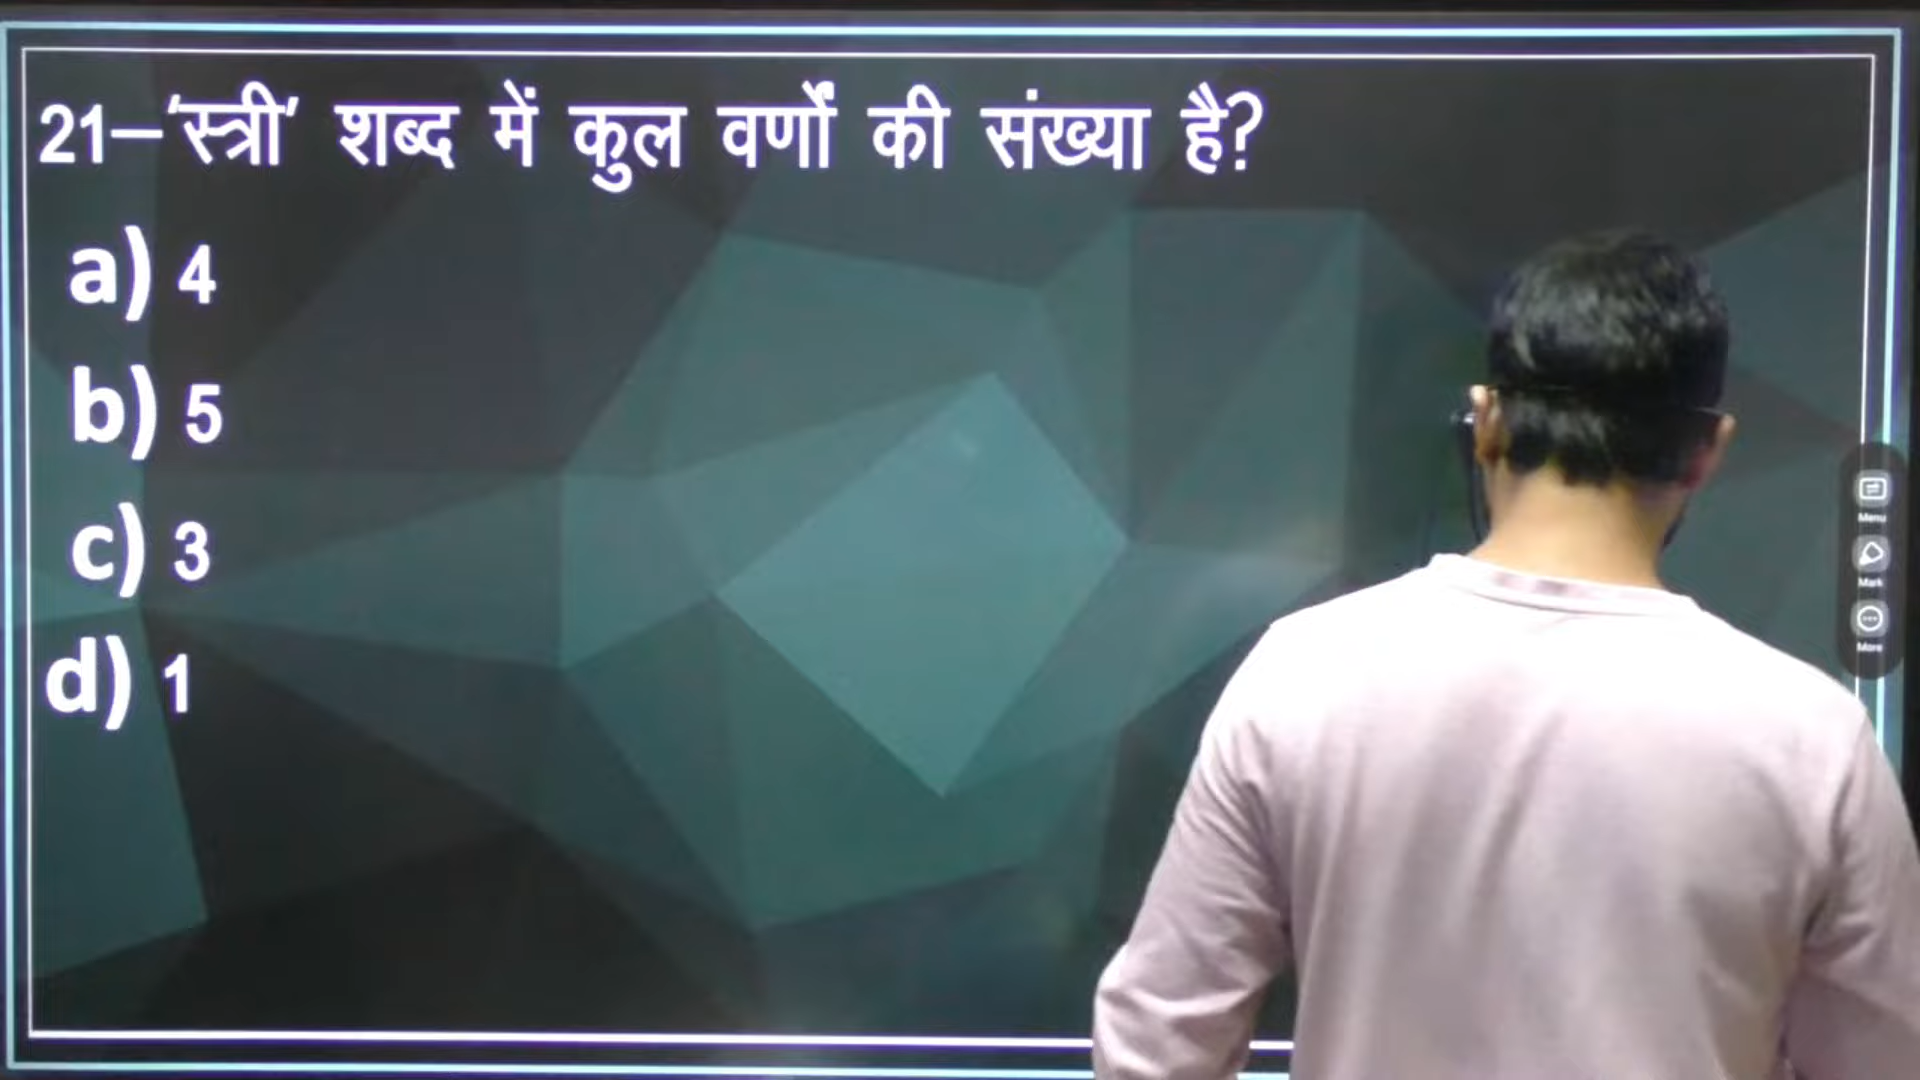 21–‘स्त्री’ शब्द में कुल वर्णों की संख्या है?
a) 4
b) 5
c) 3
d) 1
Menu
Mark
More